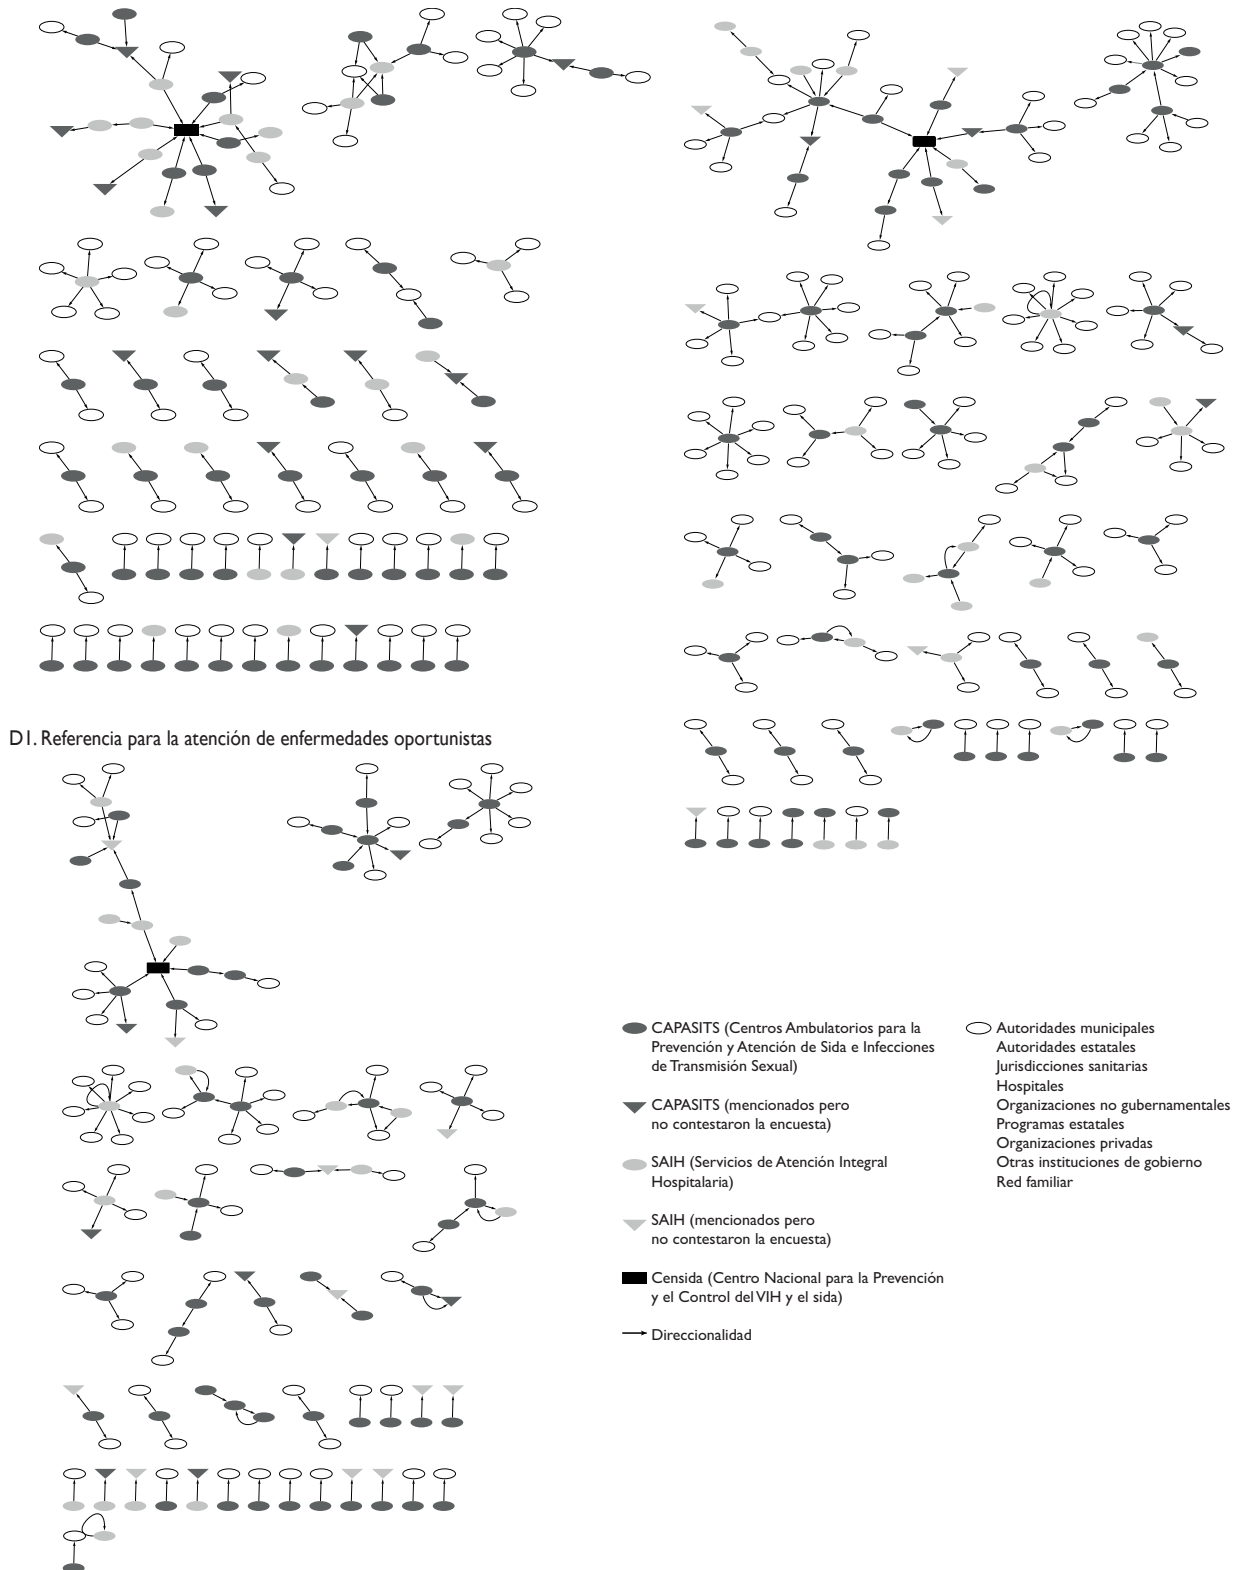 D1. Referencia para la atención de enfermedades oportunistas
CAPASITS (Centros Ambulatorios para la
Prevención y Atención de Sida e Infecciones
de Transmisión Sexual)
CAPASITS (mencionados pero
no contestaron la encuesta)
SAIH (Servicios de Atención Integral
Hospitalaria)
SAIH (mencionados pero
no contestaron la encuesta)
Censida (Centro Nacional para la Prevención
y el Control del VIH y el sida)
Direccionalidad
Autoridades municipales
Autoridades estatales
Jurisdicciones sanitarias
Hospitales
Organizaciones no gubernamentales
Programas estatales
Organizaciones privadas
Otras instituciones de gobierno
Red familiar